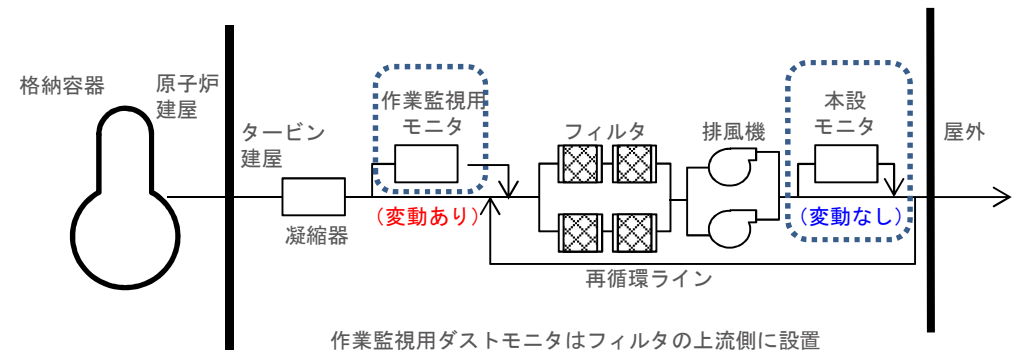 格納容器
原子炉
建屋
タービン
建屋
凝縮器
作業監視用
モニタ
(変動あり)
フィルタ
排風機
本設
モニタ
(変動なし)
屋外
再循環ライン
作業監視用ダストモニタはフィルタの上流側に設置